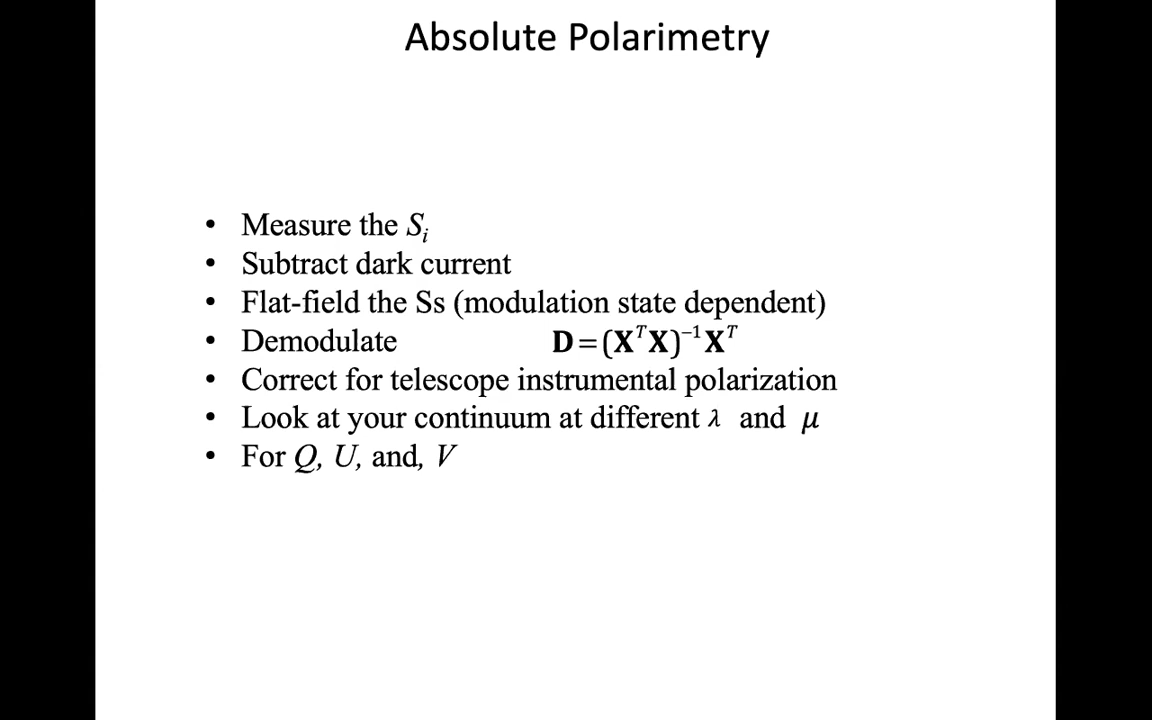 Absolute Polarimetry
• Measure the Sᵢ
• Subtract dark current
• Flat-field the Ss (modulation state dependent)
• Demodulate D=(XᵀX)⁻¹Xᵀ
• Correct for telescope instrumental polarization
• Look at your continuum at different λ and μ
• For Q, U, and, V